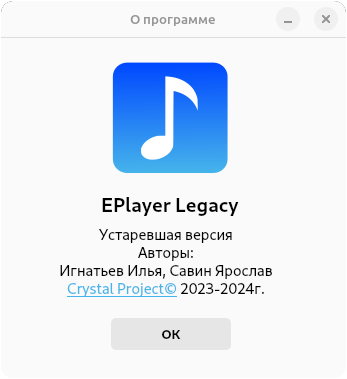 О программе
EPlayer Legacy
Устаревшая версия
Авторы:
Игнатьев Илья, Савин Ярослав
Crystal Project© 2023-2024г.
ОК